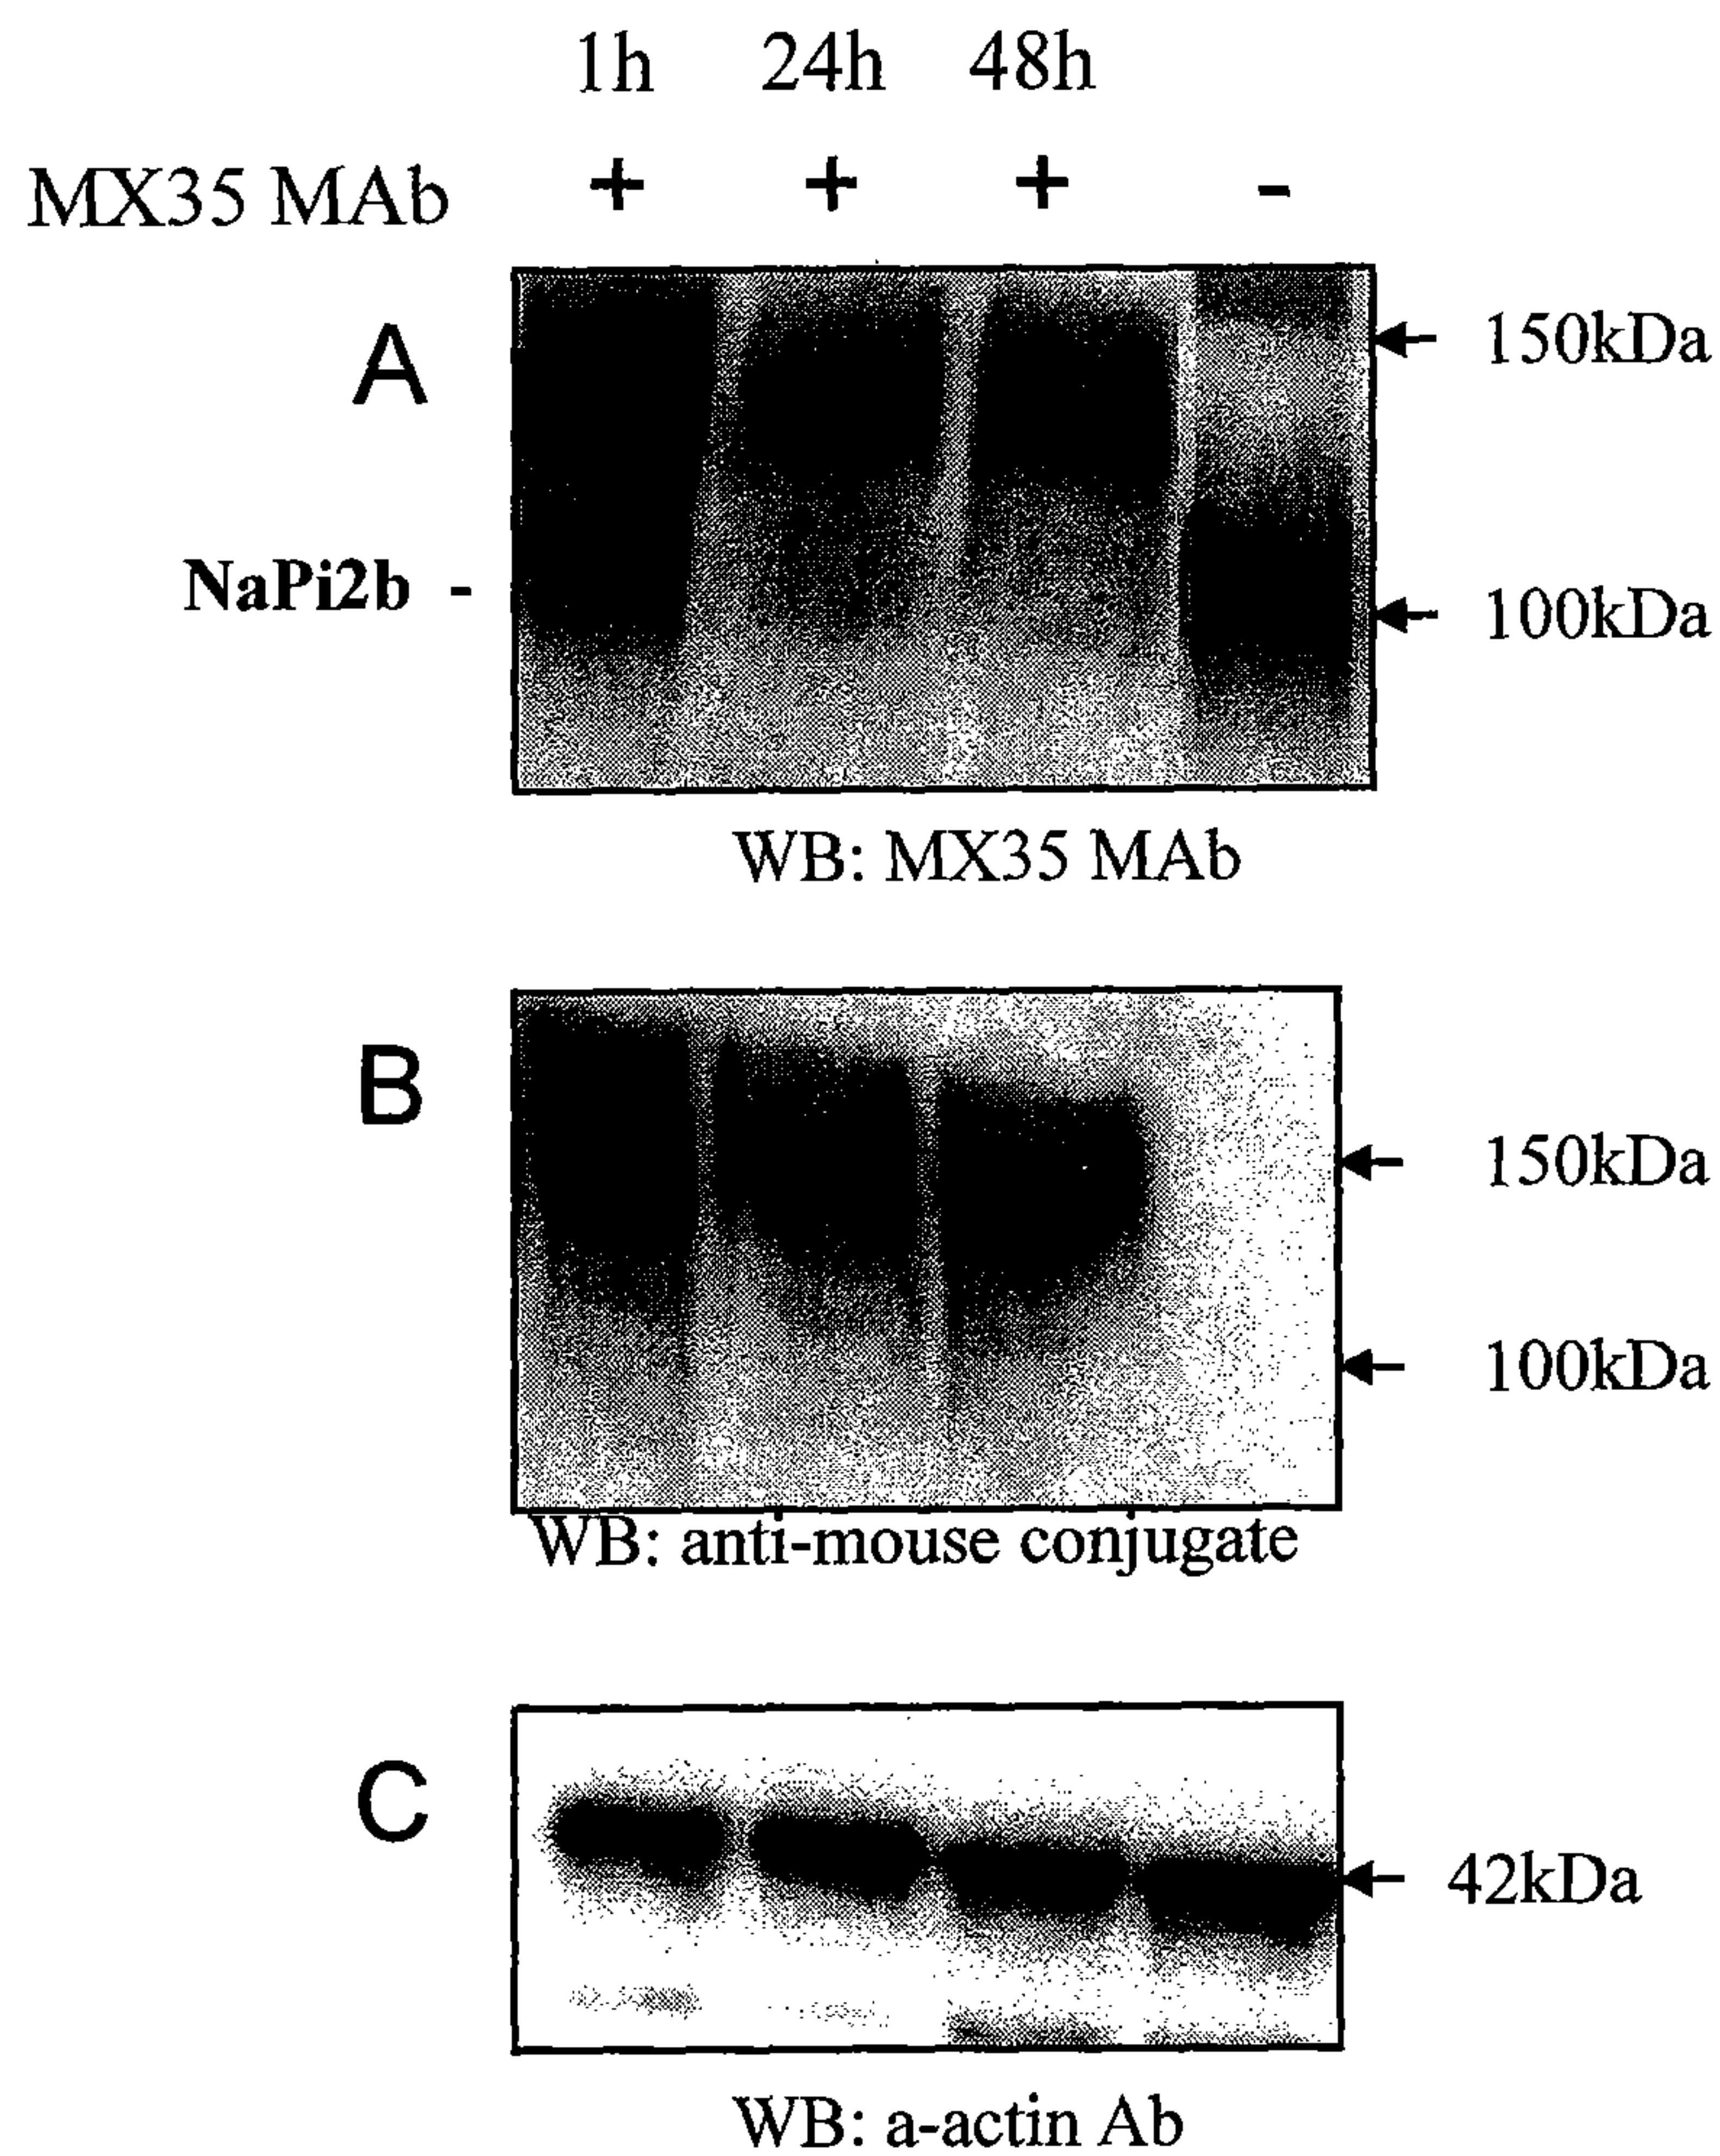 1h 24h 48h
MX35 MAb + + + -
A
150kDa
NaPi2b -
100kDa
WB: MX35 MAb
B
150kDa
100kDa
WB: anti-mouse conjugate
C
42kDa
WB: a-actin Ab